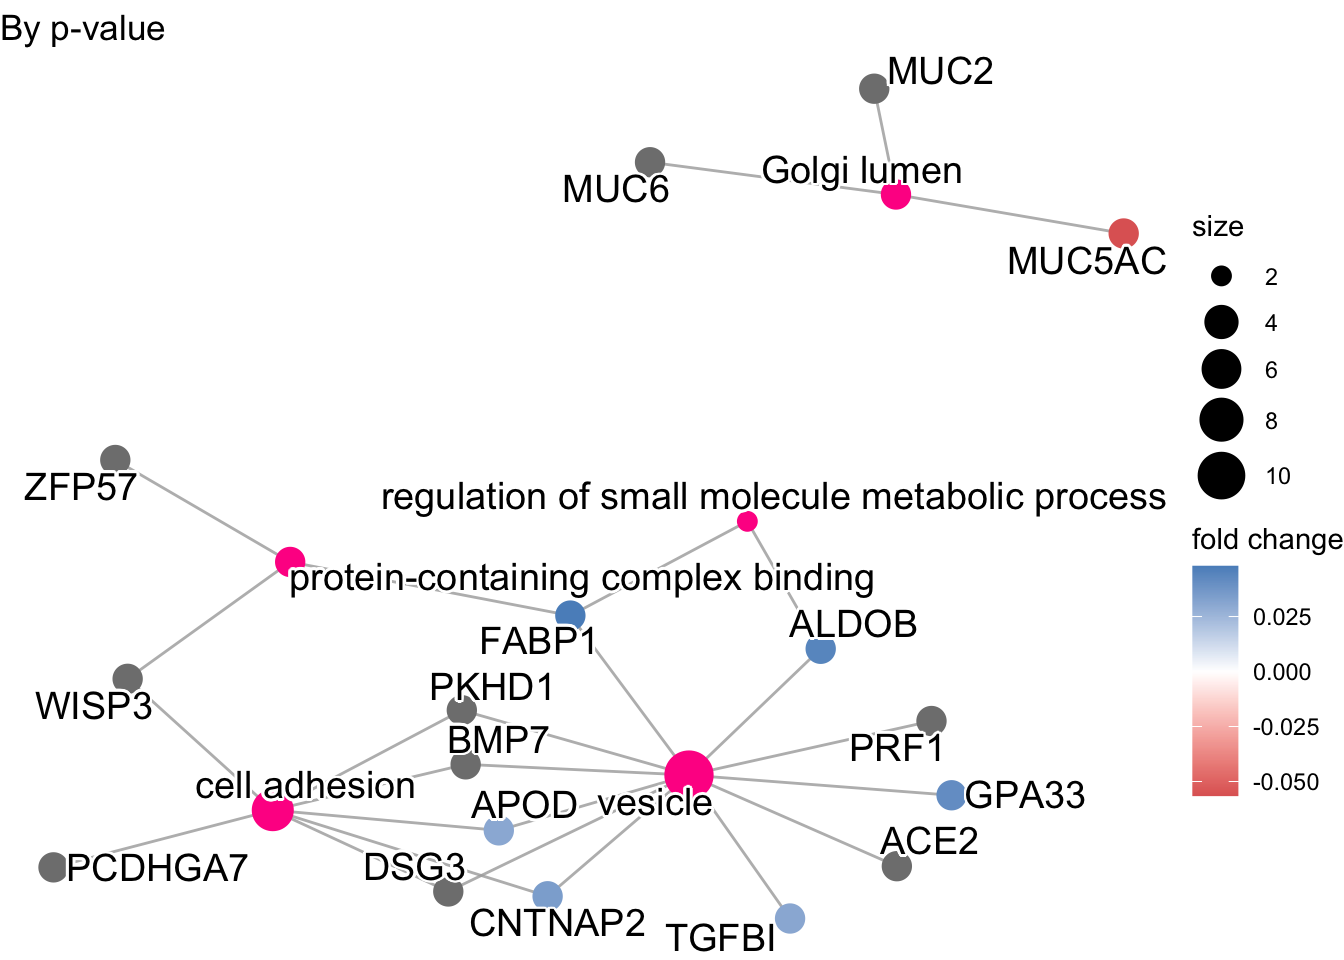 By p-value
MUC2
Golgi lumen
MUC6
MUC5AC
ZFP57
regulation of small molecule metabolic process
protein-containing complex binding
FABP1
ALDOB
PKHD1
WISP3
BMP7
PRF1
cell adhesion
APOD
vesicle
GPA33
ACE2
PCDHGA7
DSG3
CNTNAP2
TGFBI
size
2
4
6
8
10
fold change
0.025
0.000
-0.025
-0.050